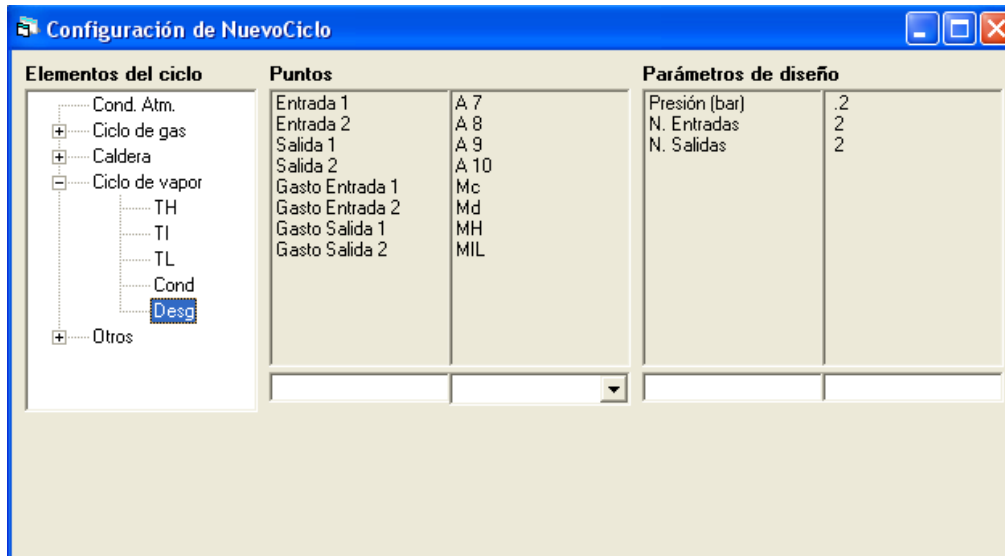 Configuración de NuevoCiclo
Elementos del ciclo
Cond. Atm.
Ciclo de gas
Caldera
Ciclo de vapor
TH
TI
TL
Cond
Desg
Otros
Puntos
Entrada 1 A 7
Entrada 2 A 8
Salida 1 A 9
Salida 2 A 10
Gasto Entrada 1 Mc
Gasto Entrada 2 Md
Gasto Salida 1 MH
Gasto Salida 2 MIL
Parámetros de diseño
Presión (bar) .2
N. Entradas 2
N. Salidas 2